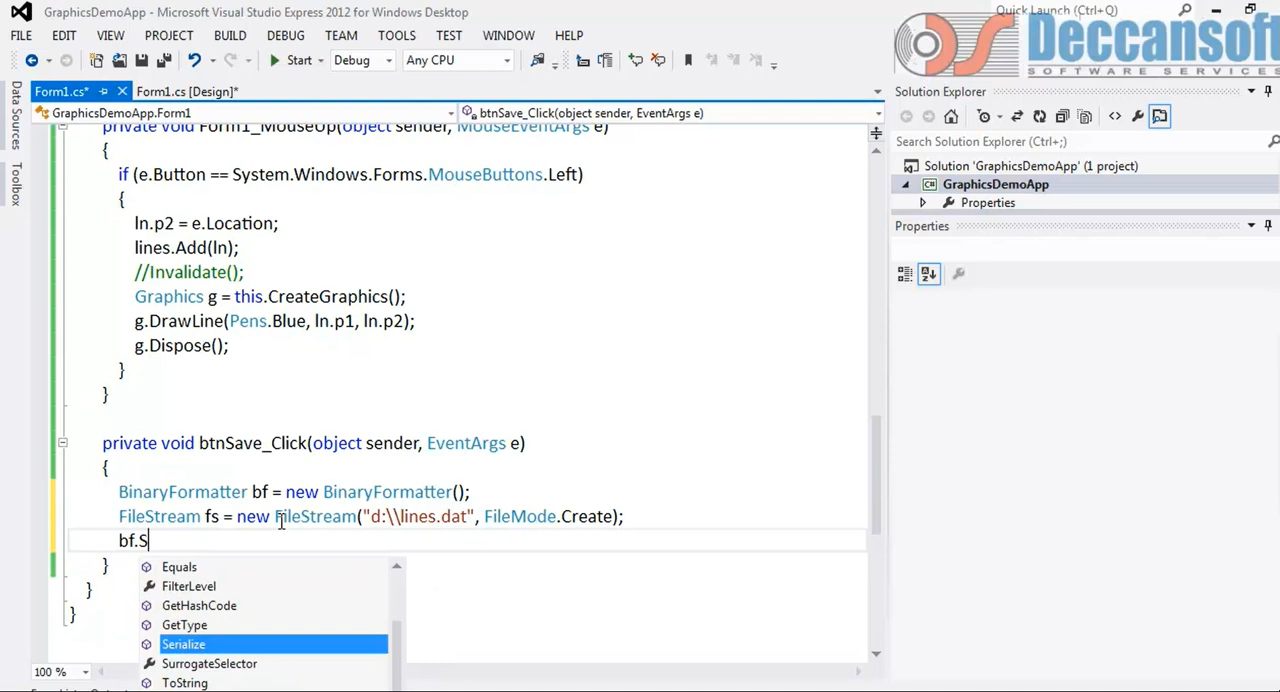 GraphicsDemoApp - Microsoft Visual Studio Express 2012 for Windows Desktop
Quick Launch (Ctrl+Q)
FILE EDIT VIEW PROJECT BUILD DEBUG TEAM TOOLS TEST WINDOW HELP
Deccansoft
SOFTWARE SERVICES
Start Debug Any CPU
Data Sources
Toolbox
Form1.cs* Form1.cs [Design]*
GraphicsDemoApp.Form1 btnSave_Click(object sender, EventArgs e)
private void Form1_MouseUp(object sender, MouseEventArgs e)
{
if (e.Button == System.Windows.Forms.MouseButtons.Left)
{
ln.p2 = e.Location;
lines.Add(ln);
//Invalidate();
Graphics g = this.CreateGraphics();
g.DrawLine(Pens.Blue, ln.p1, ln.p2);
g.Dispose();
}
}
private void btnSave_Click(object sender, EventArgs e)
{
BinaryFormatter bf = new BinaryFormatter();
FileStream fs = new FileStream("d:\\lines.dat", FileMode.Create);
bf.S
}
}
}
Equals
FilterLevel
GetHashCode
GetType
Serialize
SurrogateSelector
ToString
100 %
Solution Explorer
Search Solution Explorer (Ctrl+;)
Solution 'GraphicsDemoApp' (1 project)
C# GraphicsDemoApp
Properties
Properties